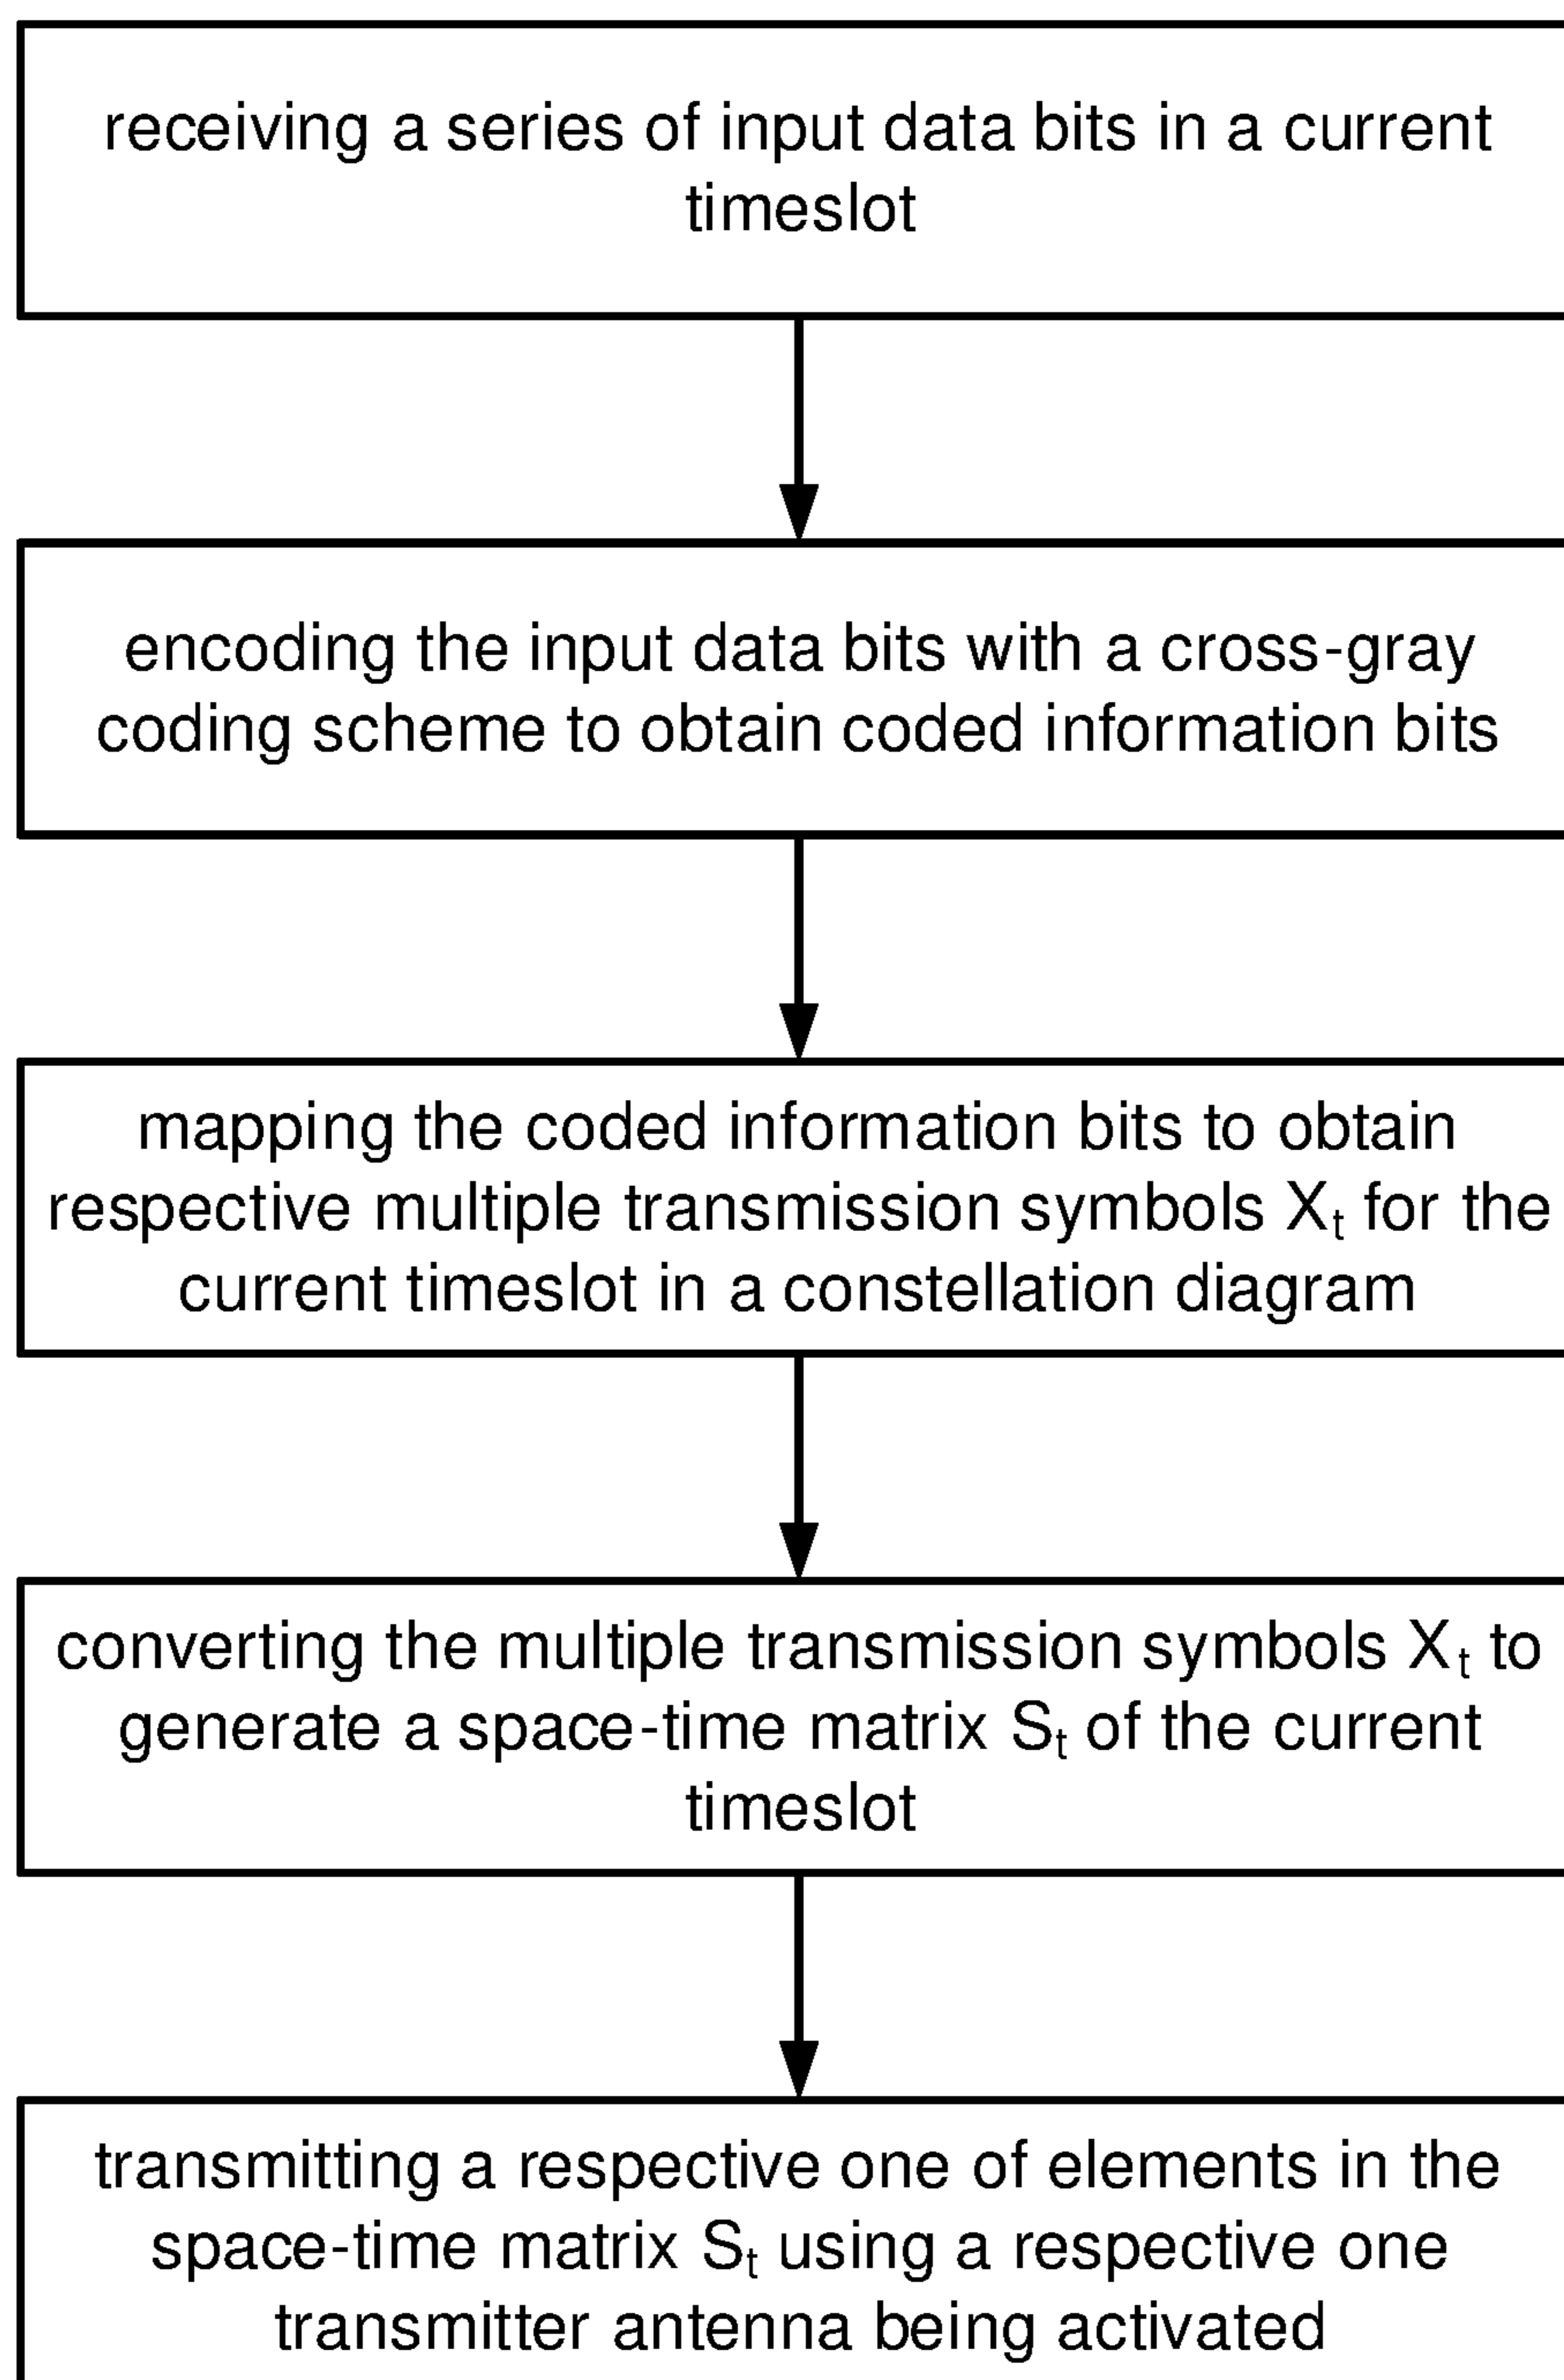 receiving a series of input data bits in a current
timeslot
encoding the input data bits with a cross-gray
coding scheme to obtain coded information bits
mapping the coded information bits to obtain
respective multiple transmission symbols Xₜ for the
current timeslot in a constellation diagram
converting the multiple transmission symbols Xₜ to
generate a space-time matrix Sₜ of the current
timeslot
transmitting a respective one of elements in the
space-time matrix Sₜ using a respective one
transmitter antenna being activated